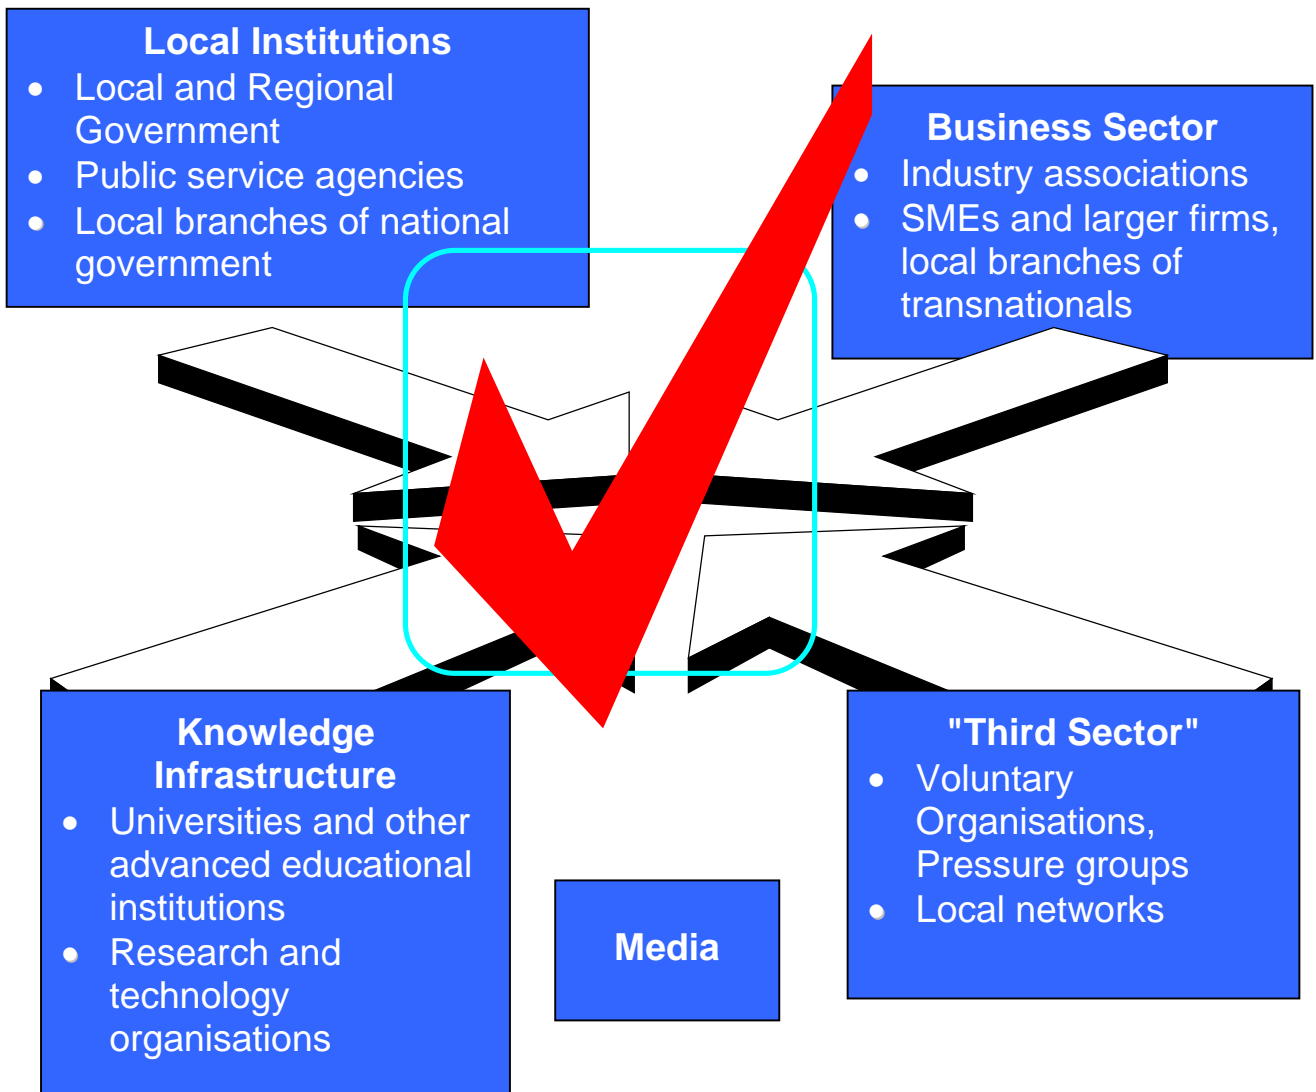 Local Institutions
• Local and Regional
Government
• Public service agencies
• Local branches of national
government
Business Sector
• Industry associations
• SMEs and larger firms,
local branches of
transnationals
Knowledge
Infrastructure
• Universities and other
advanced educational
institutions
• Research and
technology
organisations
Media
"Third Sector"
• Voluntary
Organisations,
Pressure groups
• Local networks